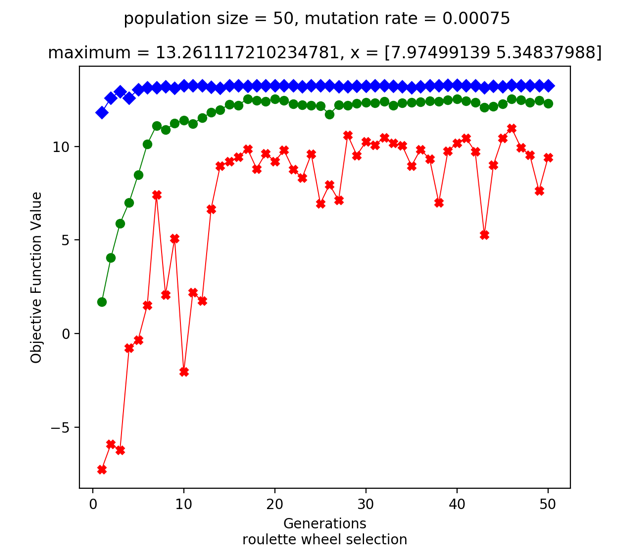 population size = 50, mutation rate = 0.00075
maximum = 13.261117210234781, x = [7.97499139 5.34837988]
10
5
0
−5
Objective Function Value
0
10
20
30
40
50
Generations
roulette wheel selection